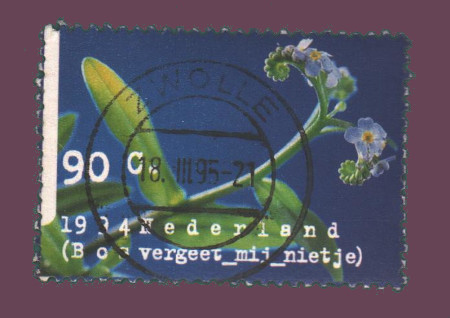 ZWOLLE
90 c
18. III.95-21
1994 Nederland
(Bos vergeet_mij_nietje)